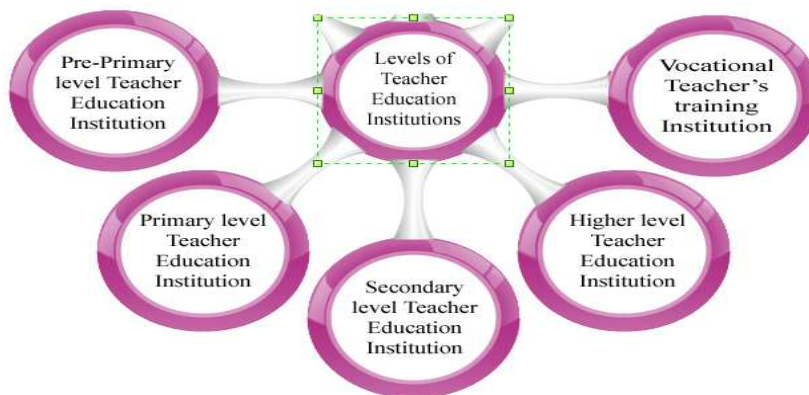 Pre-Primary
level Teacher
Education
Institution
Levels of
Teacher
Education
Institutions
Vocational
Teacher's
training
Institution
Primary level
Teacher
Education
Institution
Secondary
level Teacher
Education
Institution
Higher level
Teacher
Education
Institution